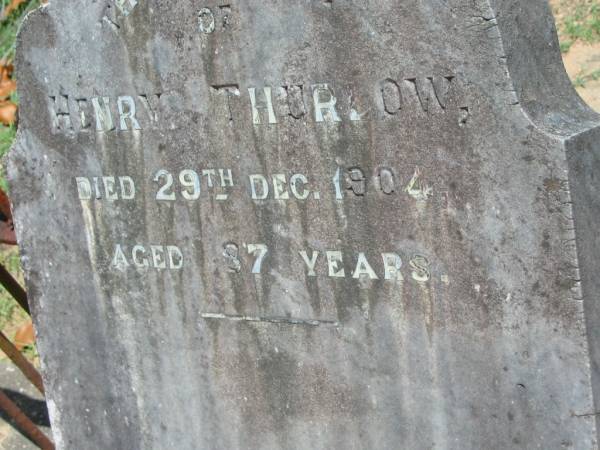 OF
HENRY THURLOW,
DIED 29TH DEC. 1904
AGED 87 YEARS.